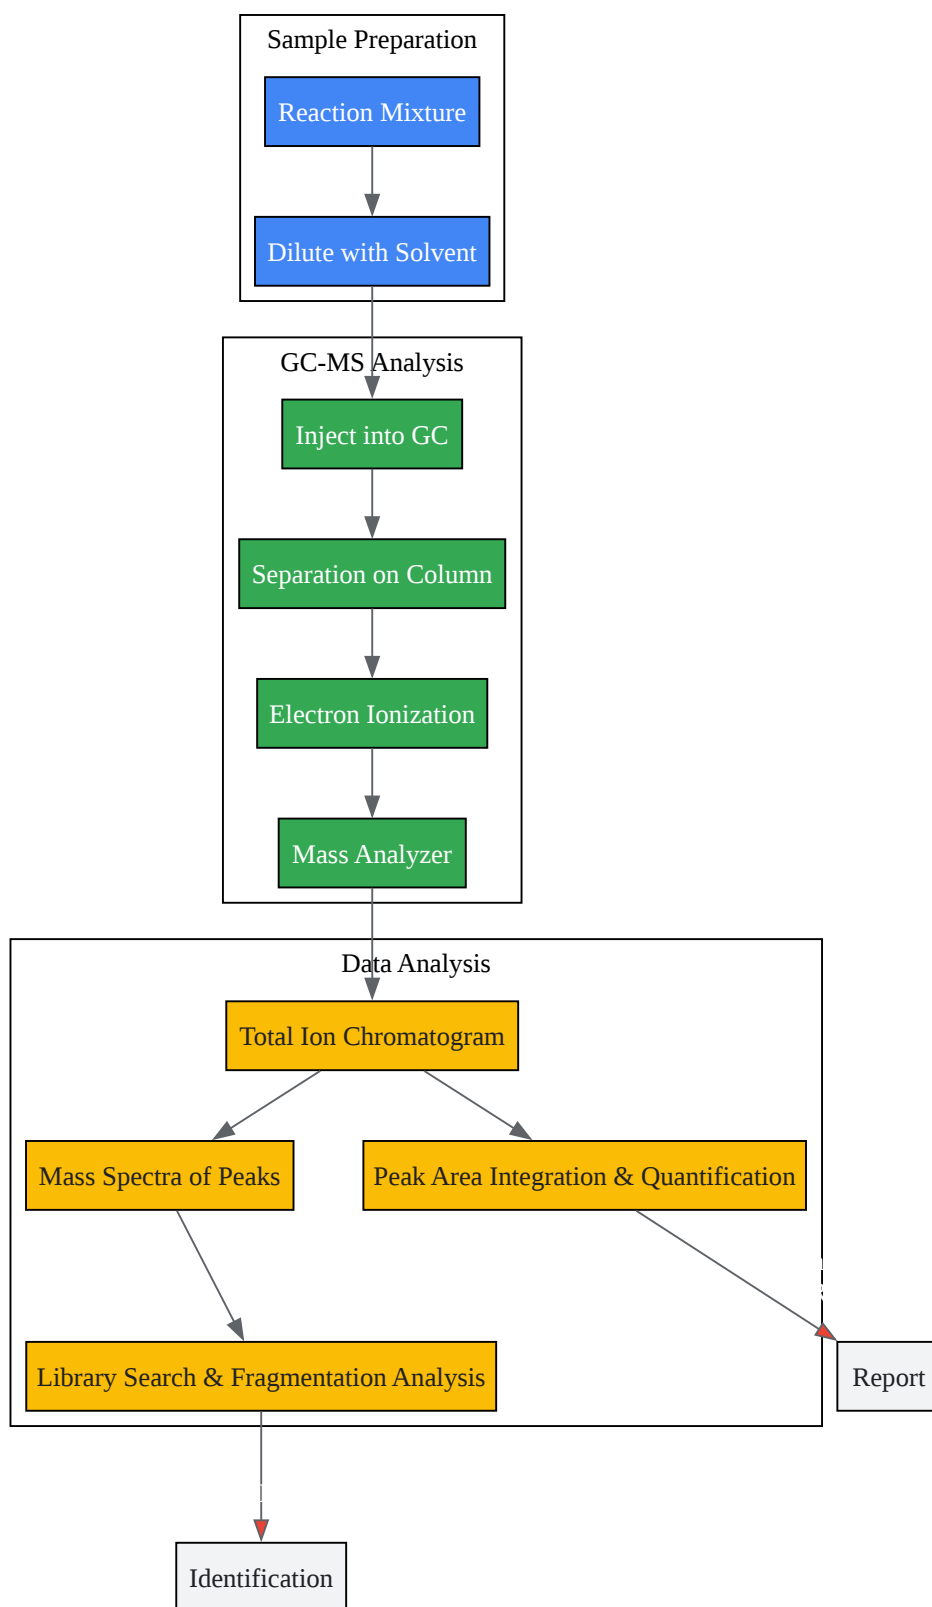 Sample Preparation
Reaction Mixture
Dilute with Solvent
GC-MS Analysis
Inject into GC
Separation on Column
Electron Ionization
Mass Analyzer
Data Analysis
Total Ion Chromatogram
Mass Spectra of Peaks
Peak Area Integration & Quantification
Library Search & Fragmentation Analysis
Report
Identification